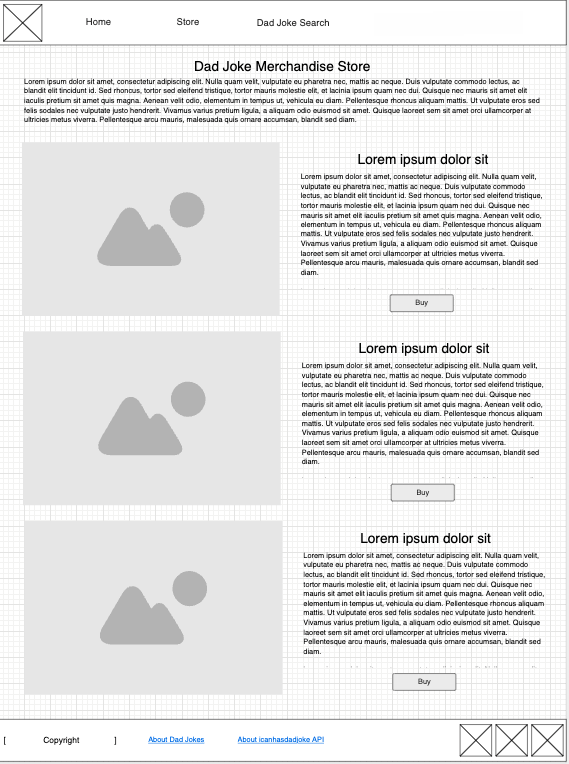 Home Store Dad Joke Search
Dad Joke Merchandise Store
Lorem ipsum dolor sit amet, consectetur adipiscing elit. Nulla quam velit, vulputate eu pharetra nec, mattis ac neque. Duis vulputate commodo lectus, ac
blandit elit tincidunt id. Sed rhoncus, tortor sed eleifend tristique, tortor mauris molestie elit, et lacinia ipsum quam nec dui. Quisque nec mauris sit amet elit
iaculis pretium sit amet quis magna. Aenean velit odio, elementum in tempus ut, vehicula eu diam. Pellentesque rhoncus aliquam mattis. Ut vulputate eros sed
felis sodales nec vulputate justo hendrerit. Vivamus varius pretium ligula, a aliquam odio euismod sit amet. Quisque laoreet sem sit amet orci ullamcorper at
ultricies metus viverra.
Lorem ipsum dolor sit
Lorem ipsum dolor sit amet, consectetur adipiscing elit. Nulla quam velit,
vulputate eu pharetra nec, mattis ac neque. Duis vulputate commodo
lectus, ac blandit elit tincidunt id. Sed rhoncus, tortor sed eleifend tristique,
tortor mauris molestie elit, et lacinia ipsum quam nec dui. Quisque nec
mauris sit amet elit iaculis pretium sit amet quis magna. Aenean velit odio,
elementum in tempus ut, vehicula eu diam. Pellentesque rhoncus aliquam
mattis. Ut vulputate eros sed felis sodales nec vulputate justo hendrerit.
Vivamus varius pretium ligula, a aliquam odio euismod sit amet. Quisque
laoreet sem sit amet orci ullamcorper at ultricies metus viverra.
Pellentesque arcu mauris, malesuada quis ornare accumsan, blandit sed
diam.
Buy
Lorem ipsum dolor sit
Lorem ipsum dolor sit amet, consectetur adipiscing elit. Nulla quam velit,
vulputate eu pharetra nec, mattis ac neque. Duis vulputate commodo
lectus, ac blandit elit tincidunt id. Sed rhoncus, tortor sed eleifend tristique,
tortor mauris molestie elit, et lacinia ipsum quam nec dui. Quisque nec
mauris sit amet elit iaculis pretium sit amet quis magna. Aenean velit odio,
elementum in tempus ut, vehicula eu diam. Pellentesque rhoncus aliquam
mattis. Ut vulputate eros sed felis sodales nec vulputate justo hendrerit.
Vivamus varius pretium ligula, a aliquam odio euismod sit amet. Quisque
laoreet sem sit amet orci ullamcorper at ultricies metus viverra.
Pellentesque arcu mauris, malesuada quis ornare accumsan, blandit sed
diam.
Buy
Lorem ipsum dolor sit
Lorem ipsum dolor sit amet, consectetur adipiscing elit. Nulla quam velit,
vulputate eu pharetra nec, mattis ac neque. Duis vulputate commodo
lectus, ac blandit elit tincidunt id. Sed rhoncus, tortor sed eleifend tristique,
tortor mauris molestie elit, et lacinia ipsum quam nec dui. Quisque nec
mauris sit amet elit iaculis pretium sit amet quis magna. Aenean velit odio,
elementum in tempus ut, vehicula eu diam. Pellentesque rhoncus aliquam
mattis. Ut vulputate eros sed felis sodales nec vulputate justo hendrerit.
Vivamus varius pretium ligula, a aliquam odio euismod sit amet. Quisque
laoreet sem sit amet orci ullamcorper at ultricies metus viverra.
Pellentesque arcu mauris, malesuada quis ornare accumsan, blandit sed
diam.
Buy
[ Copyright ] About Dad Jokes About icanhasdadjoke API